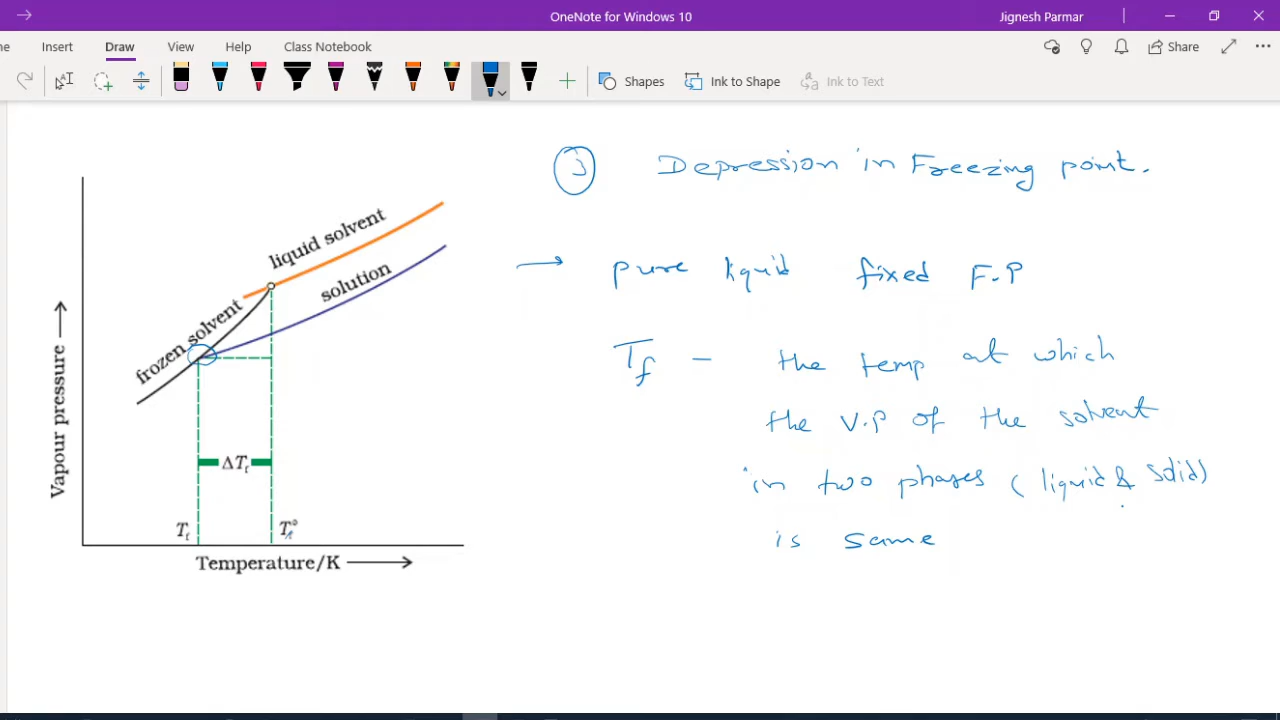 OneNote for Windows 10
Jignesh Parmar
Insert Draw View Help Class Notebook
Share
Shapes Ink to Shape Ink to Text
③ Depression in Freezing point.
→ pure liquid fixed F.P
Tf – the temp at which
the V.P of the solvent
in two phases (liquid & solid)
is same
liquid solvent
solution
frozen solvent
Vapour pressure →
ΔTf
Tf Tf°
Temperature/K →